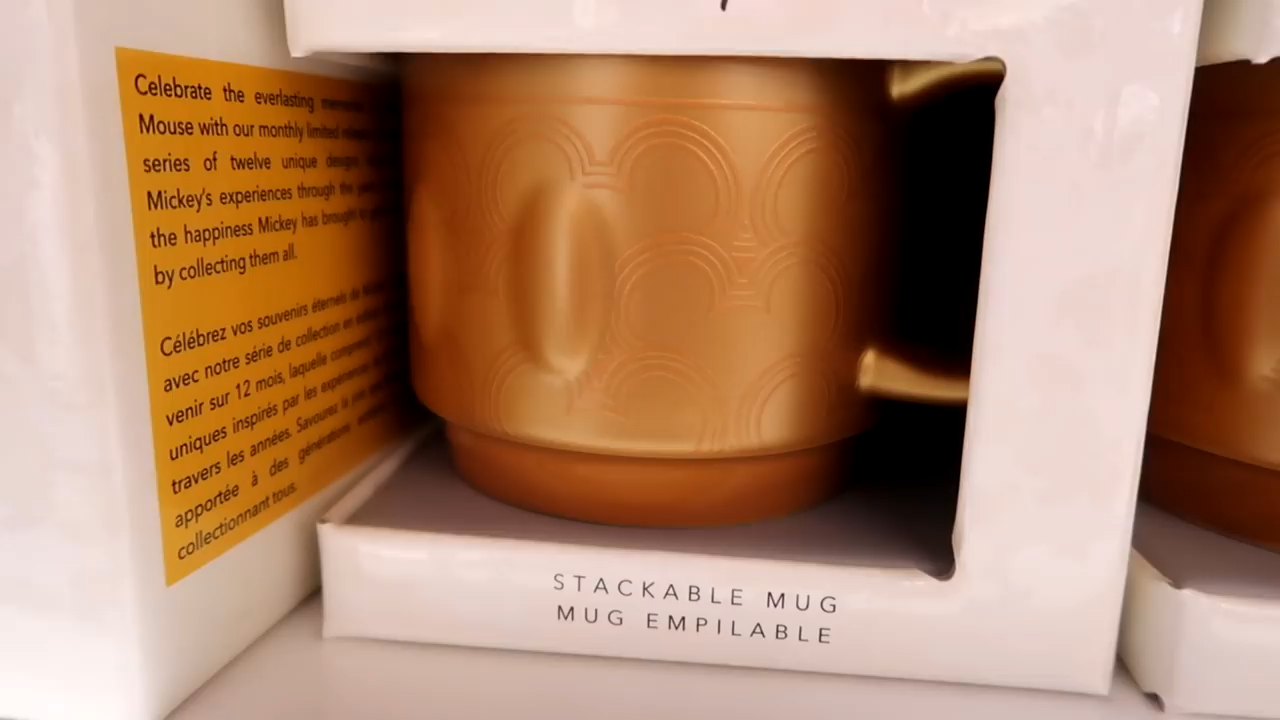 Celebrate the everlasting
Mouse with our monthly limited
series of twelve unique
Mickey's experiences through the
the happiness Mickey has brought
by collecting them all.
Célébrez vos souvenirs éternels de
avec notre série de collection en
venir sur 12 mois, laquelle
uniques inspirés par les
travers les années. Savourez la
apportée à des générations
collectionnant tous.
STACKABLE MUG
MUG EMPILABLE